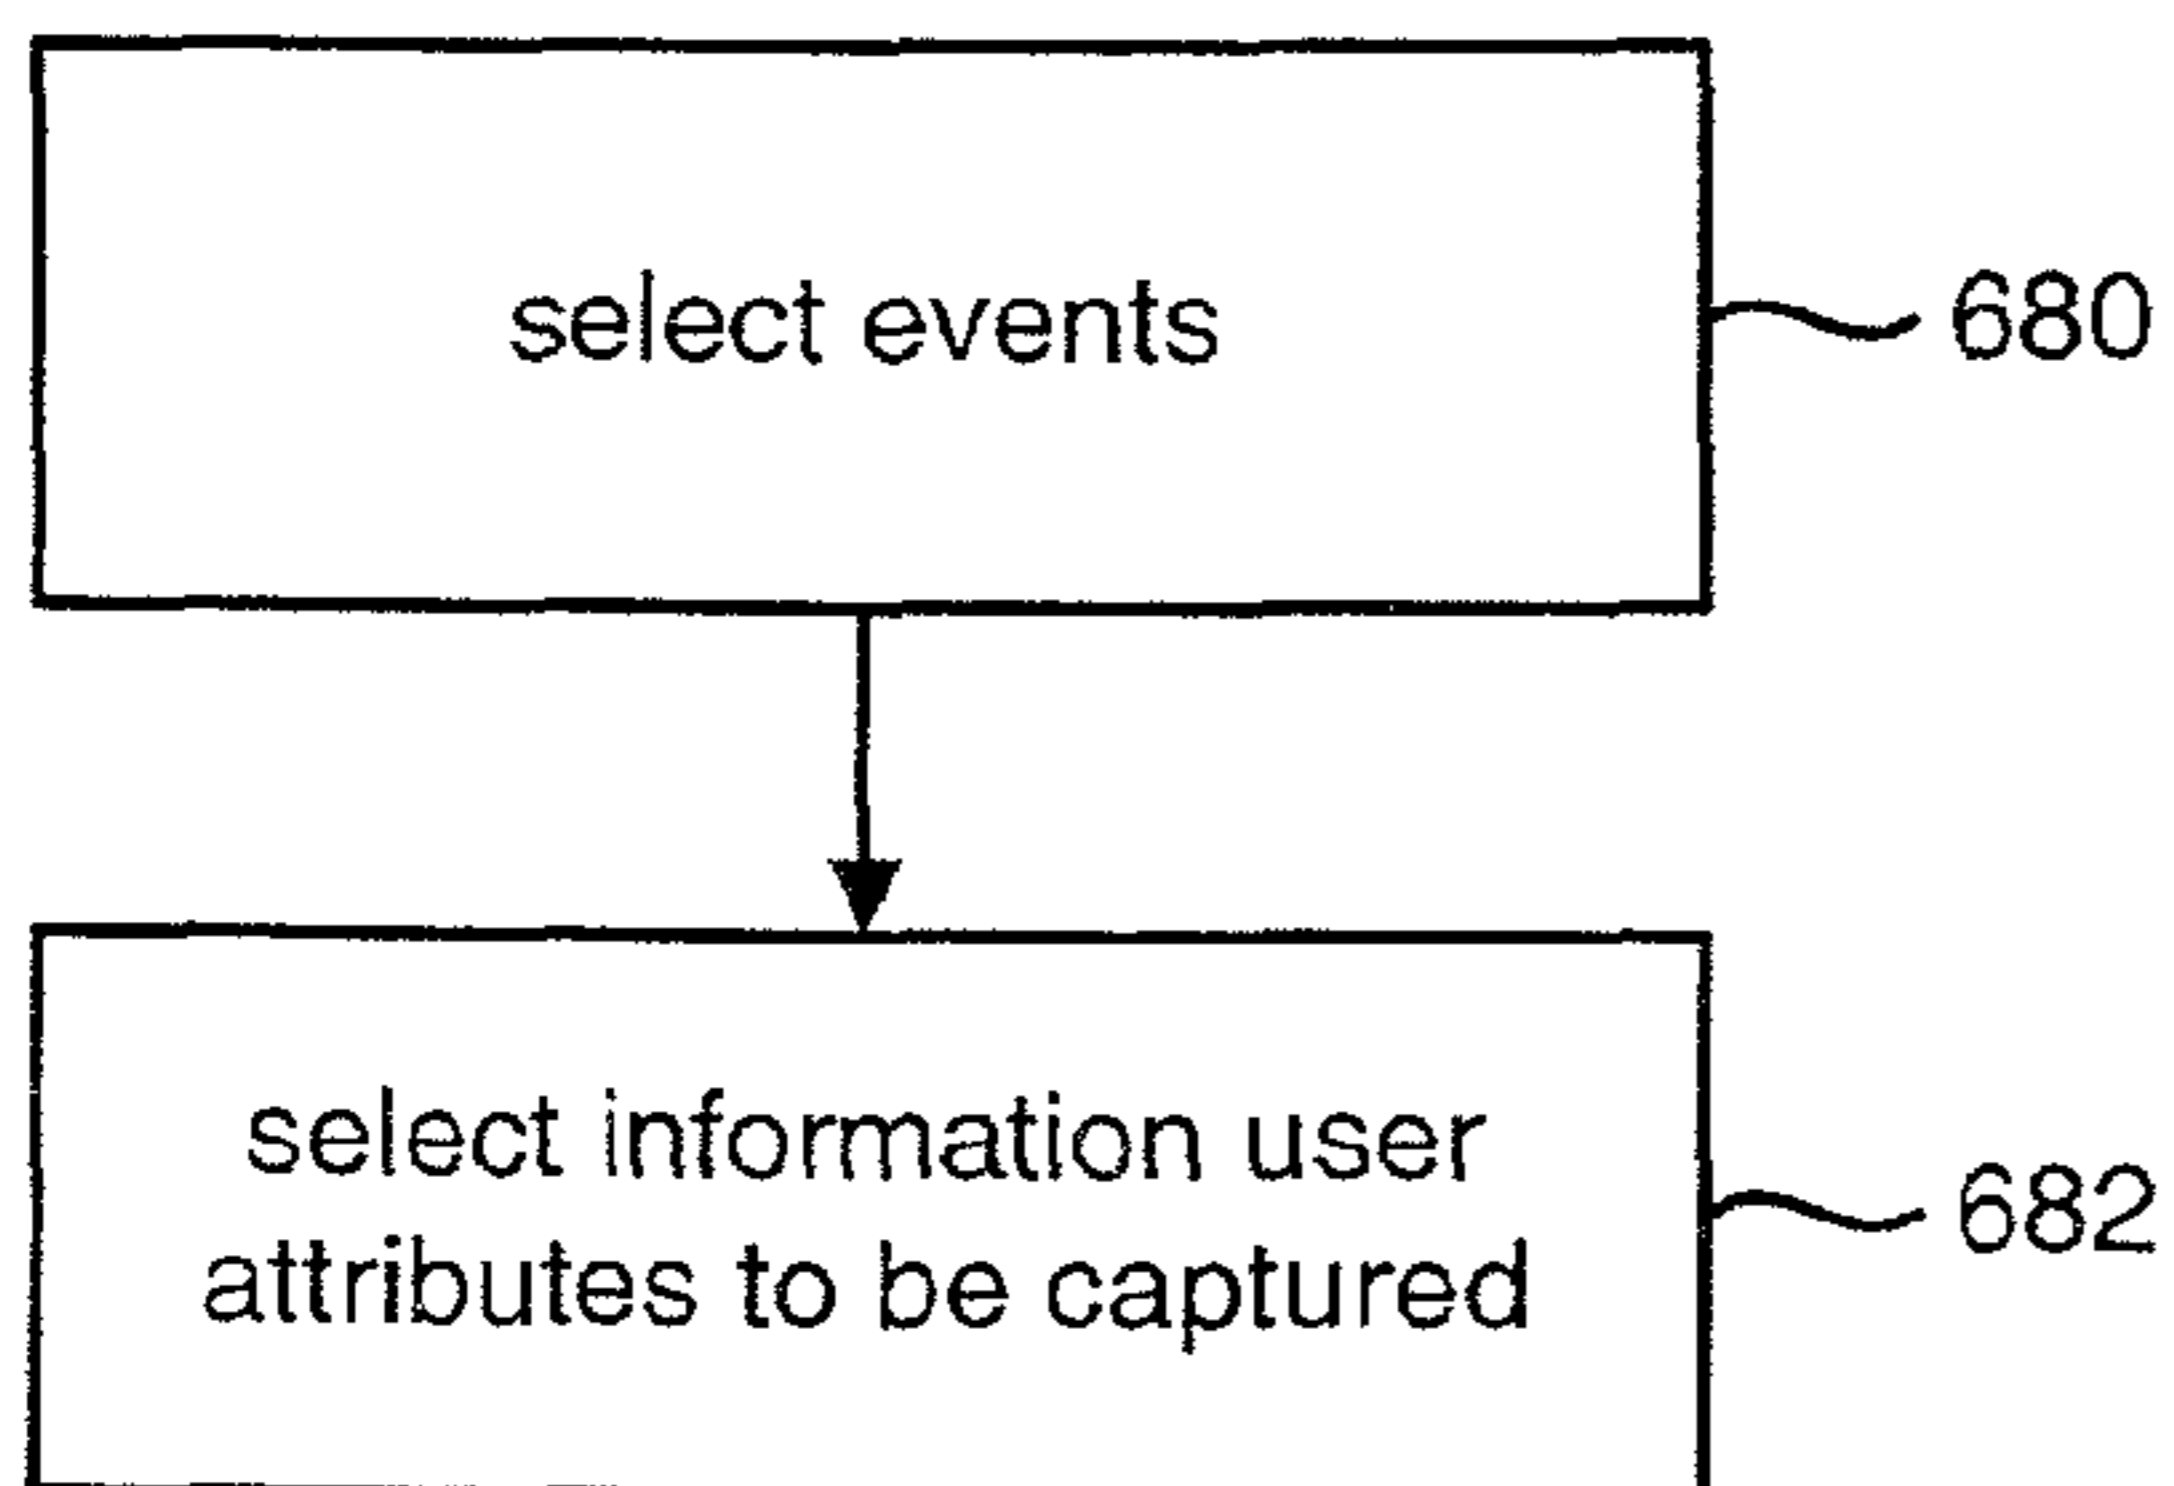 select events
680
select information user
attributes to be captured
682